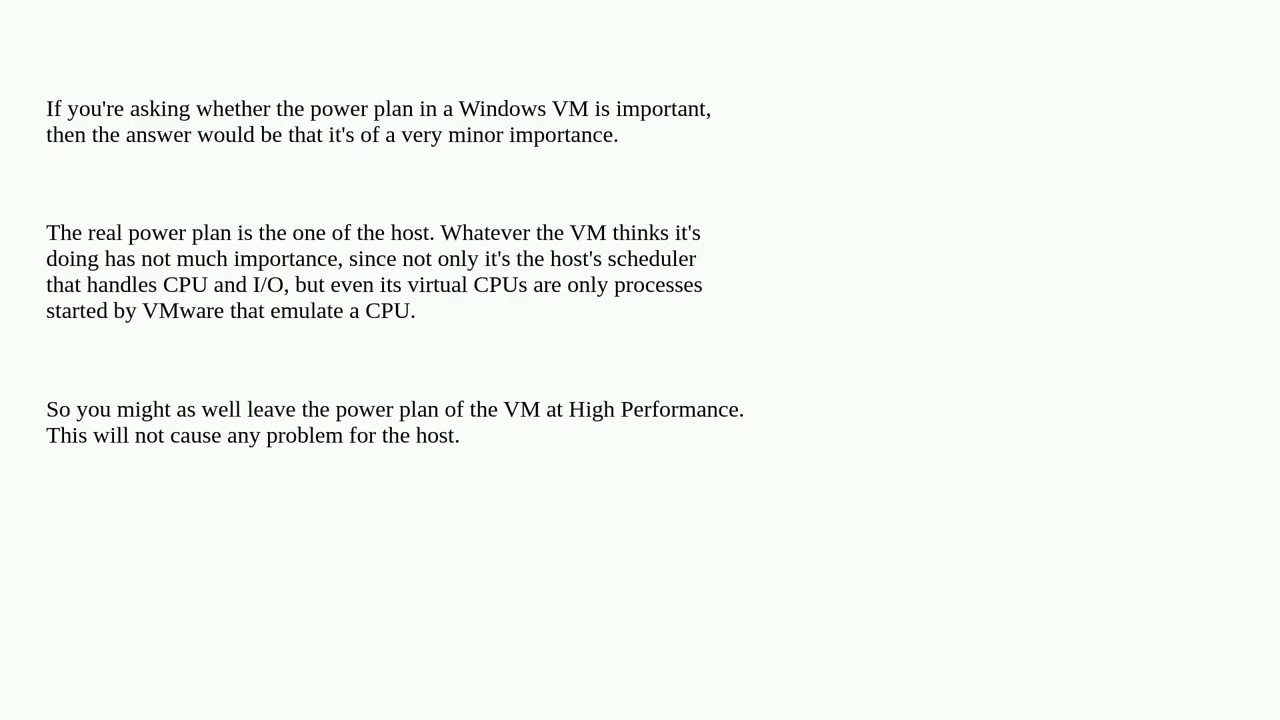 If you're asking whether the power plan in a Windows VM is important,
then the answer would be that it's of a very minor importance.
The real power plan is the one of the host. Whatever the VM thinks it's
doing has not much importance, since not only it's the host's scheduler
that handles CPU and I/O, but even its virtual CPUs are only processes
started by VMware that emulate a CPU.
So you might as well leave the power plan of the VM at High Performance.
This will not cause any problem for the host.